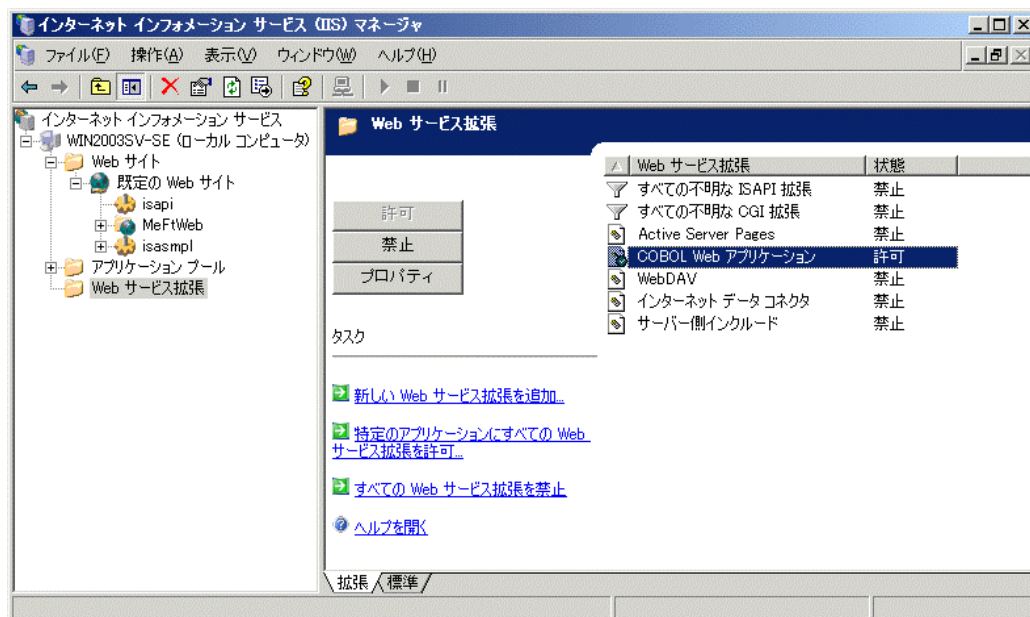 インターネット インフォメーション サービス (IIS) マネージャ
ファイル(F) 操作(A) 表示(V) ウィンドウ(W) ヘルプ(H)
インターネット インフォメーション サービス
WIN2003SV-SE (ローカル コンピュータ)
Web サイト
既定の Web サイト
isapi
MeFtWeb
isasmpl
アプリケーション プール
Web サービス拡張
Web サービス拡張
許可
禁止
プロパティ
タスク
新しい Web サービス拡張を追加...
特定のアプリケーションにすべての Web
サービス拡張を許可...
すべての Web サービス拡張を禁止
ヘルプを開く
Web サービス拡張 状態
すべての不明な ISAPI 拡張 禁止
すべての不明な CGI 拡張 禁止
Active Server Pages 禁止
COBOL Web アプリケーション 許可
WebDAV 禁止
インターネット データ コネクタ 禁止
サーバー側インクルード 禁止
拡張 標準